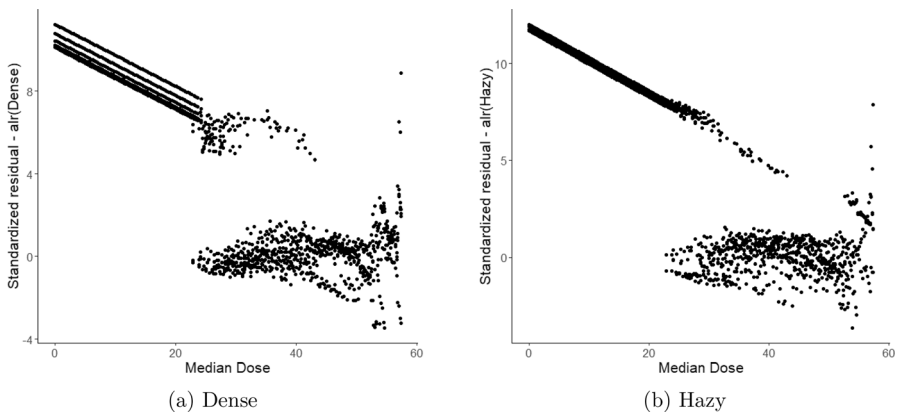 Standardized residual - alr(Dense)
8
4
0
-4
0 20 40 60
Median Dose
(a) Dense
Standardized residual - alr(Hazy)
10
5
0
0 20 40 60
Median Dose
(b) Hazy